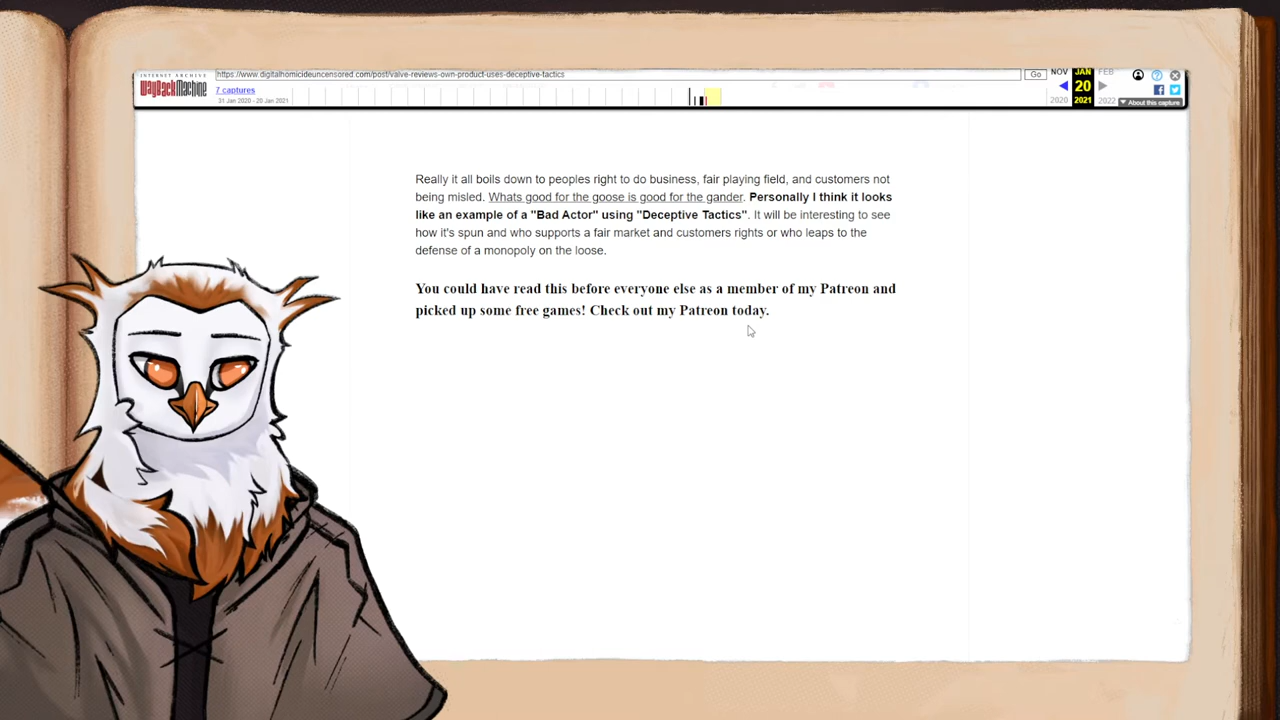 INTERNET ARCHIVE
WayBackMachine
https://www.digitalhomicideuncensored.com/post/valve-reviews-own-product-uses-deceptive-tactics
Go
NOV JAN FEB
7 captures
20
31 Jan 2020 - 20 Jan 2021
2020 2021 2022
About this capture
Really it all boils down to peoples right to do business, fair playing field, and customers not
being misled. Whats good for the goose is good for the gander. Personally I think it looks
like an example of a "Bad Actor" using "Deceptive Tactics". It will be interesting to see
how it's spun and who supports a fair market and customers rights or who leaps to the
defense of a monopoly on the loose.
You could have read this before everyone else as a member of my Patreon and
picked up some free games! Check out my Patreon today.